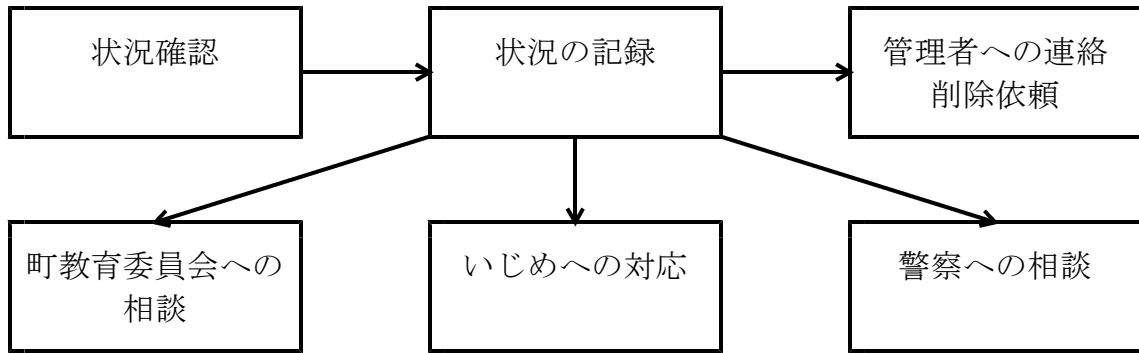 状況確認
状況の記録
管理者への連絡
削除依頼
町教育委員会への
相談
いじめへの対応
警察への相談